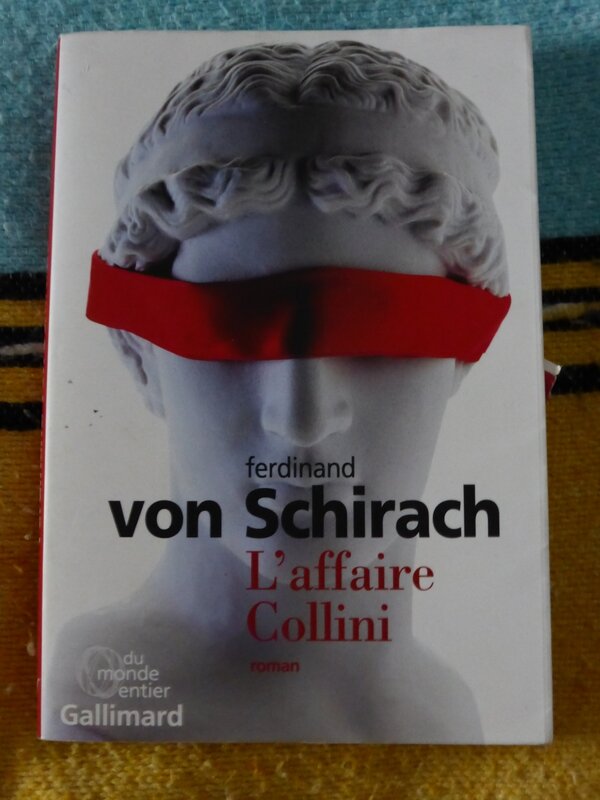 ferdinand
von Schirach
L'affaire
Collini
roman
du
monde
entier
Gallimard